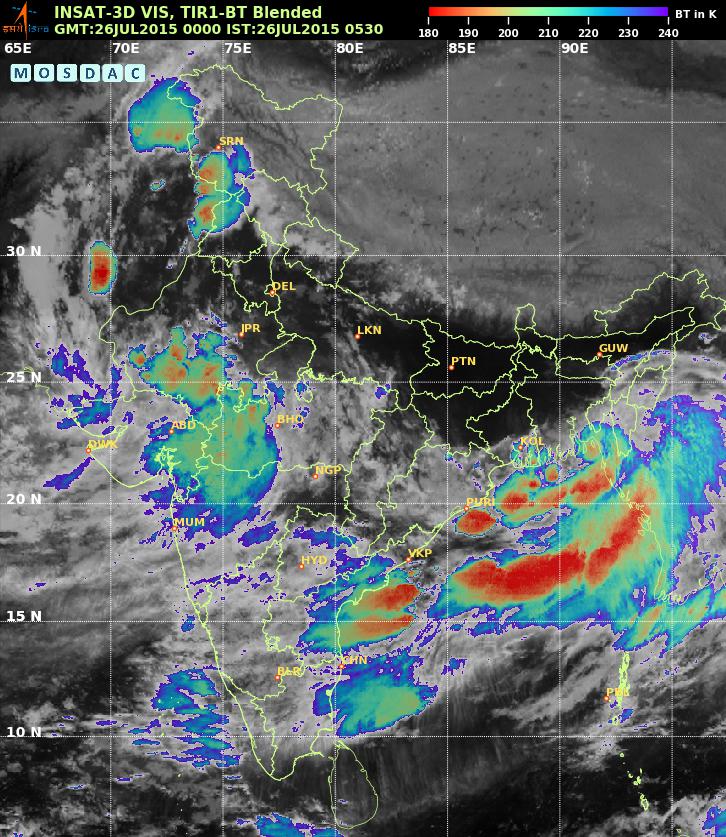 INSAT-3D VIS, TIR1-BT Blended
GMT:26JUL2015 0000 IST:26JUL2015 0530
BT in K
180 190 200 210 220 230 240
65E 70E 75E 80E 85E 90E
MOSDAC
SRN
30 N
DEL
JPR
LKN
GUW
PTN
25 N
ABD
BHO
DWK
KOL
NGP
20 N
PURI
MUM
VKP
HYD
15 N
CHN
BLR
PBL
10 N